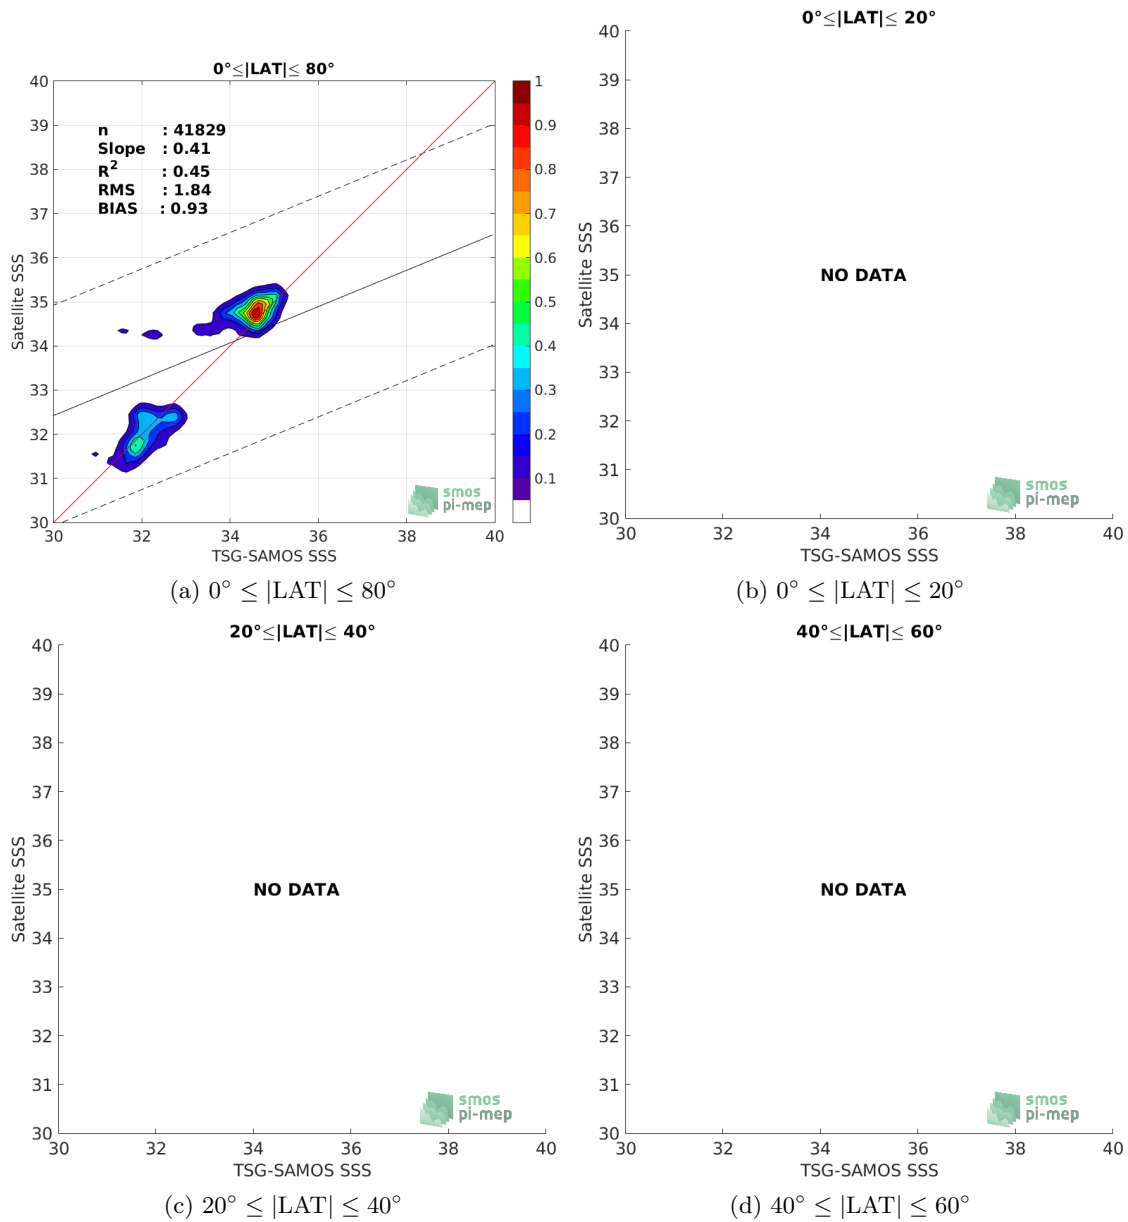 0°≤|LAT|≤ 80°
40
39
38
37
36
35
34
33
32
31
30
Satellite SSS
n : 41829
Slope : 0.41
R² : 0.45
RMS : 1.84
BIAS : 0.93
1
0.9
0.8
0.7
0.6
0.5
0.4
0.3
0.2
0.1
smos
pi-mep
30 32 34 36 38 40
TSG-SAMOS SSS
(a) 0° ≤ |LAT| ≤ 80°
0°≤|LAT|≤ 20°
40
39
38
37
36
35
34
33
32
31
30
Satellite SSS
NO DATA
smos
pi-mep
30 32 34 36 38 40
TSG-SAMOS SSS
(b) 0° ≤ |LAT| ≤ 20°
20°≤|LAT|≤ 40°
40
39
38
37
36
35
34
33
32
31
30
Satellite SSS
NO DATA
smos
pi-mep
30 32 34 36 38 40
TSG-SAMOS SSS
(c) 20° ≤ |LAT| ≤ 40°
40°≤|LAT|≤ 60°
40
39
38
37
36
35
34
33
32
31
30
Satellite SSS
NO DATA
smos
pi-mep
30 32 34 36 38 40
TSG-SAMOS SSS
(d) 40° ≤ |LAT| ≤ 60°